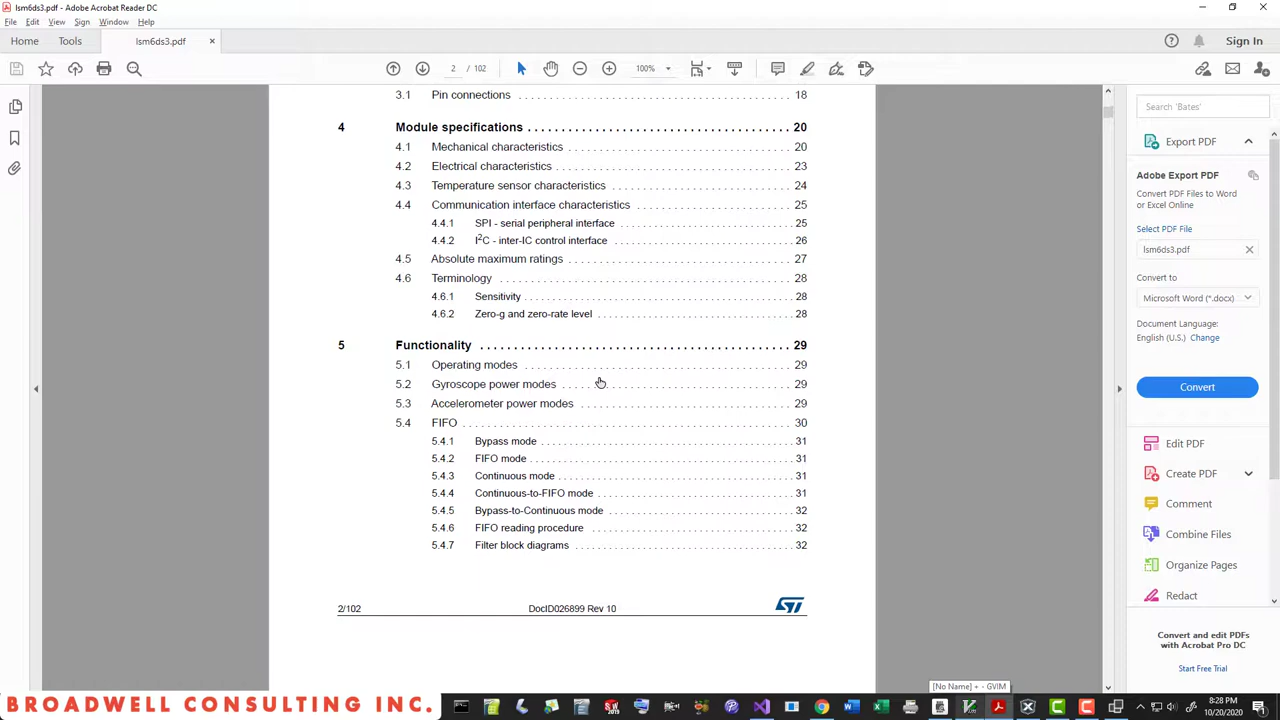 lsm6ds3.pdf - Adobe Acrobat Reader DC
File Edit View Sign Window Help
Home Tools lsm6ds3.pdf × Sign In
2 / 102 100%
3.1 Pin connections 18
4 Module specifications 20
4.1 Mechanical characteristics 20
4.2 Electrical characteristics 23
4.3 Temperature sensor characteristics 24
4.4 Communication interface characteristics 25
4.4.1 SPI - serial peripheral interface 25
4.4.2 I²C - inter-IC control interface 26
4.5 Absolute maximum ratings 27
4.6 Terminology 28
4.6.1 Sensitivity 28
4.6.2 Zero-g and zero-rate level 28
5 Functionality 29
5.1 Operating modes 29
5.2 Gyroscope power modes 29
5.3 Accelerometer power modes 29
5.4 FIFO 30
5.4.1 Bypass mode 31
5.4.2 FIFO mode 31
5.4.3 Continuous mode 31
5.4.4 Continuous-to-FIFO mode 31
5.4.5 Bypass-to-Continuous mode 32
5.4.6 FIFO reading procedure 32
5.4.7 Filter block diagrams 32
2/102 DocID026899 Rev 10 ST
Search 'Bates'
Export PDF
Adobe Export PDF
Convert PDF Files to Word
or Excel Online
Select PDF File
lsm6ds3.pdf
Convert to
Microsoft Word (*.docx)
Document Language:
English (U.S.) Change
Convert
Edit PDF
Create PDF
Comment
Combine Files
Organize Pages
Redact
Convert and edit PDFs
with Acrobat Pro DC
Start Free Trial
[No Name] + - GVIM
BROADWELL CONSULTING INC.
8:28 PM
10/20/2020